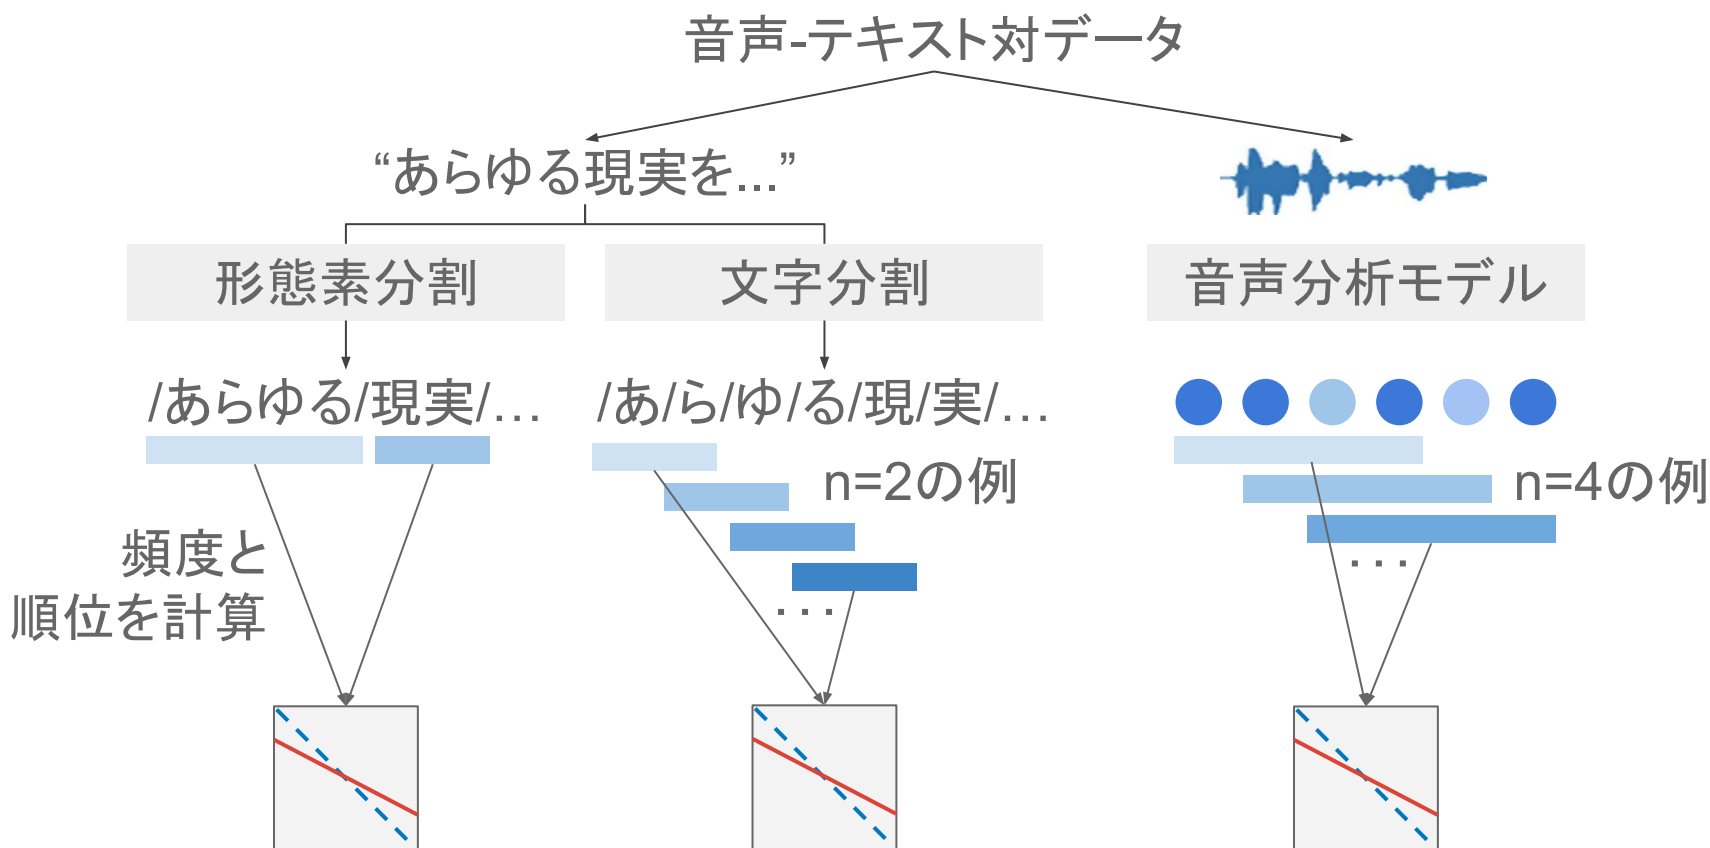 音声-テキスト対データ
“あらゆる現実を...”
形態素分割
文字分割
音声分析モデル
/あらゆる/現実/…
/あ/ら/ゆ/る/現/実/…
n=2の例
n=4の例
頻度と
順位を計算
...
...